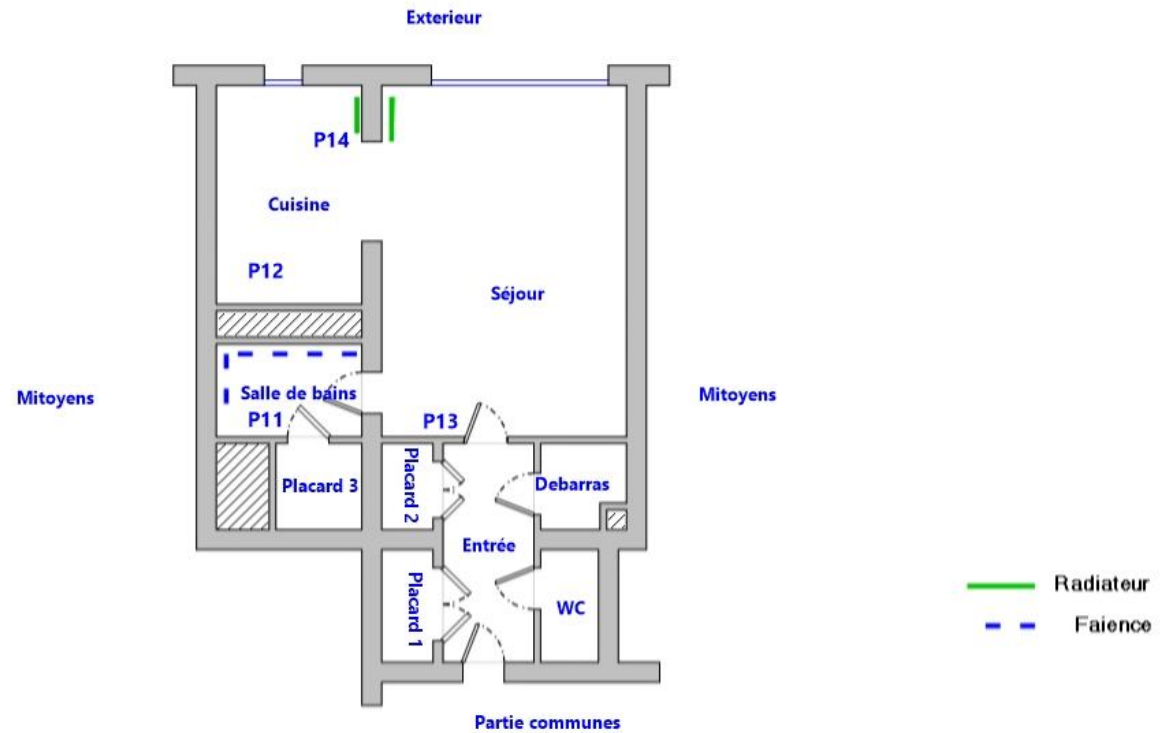 Exterieur
P14
Cuisine
P12
Séjour
Mitoyens
Salle de bains
Mitoyens
P11
P13
Placard 3
Placard 2
Debarras
Entrée
Placard 1
WC
Radiateur
Faience
Partie communes